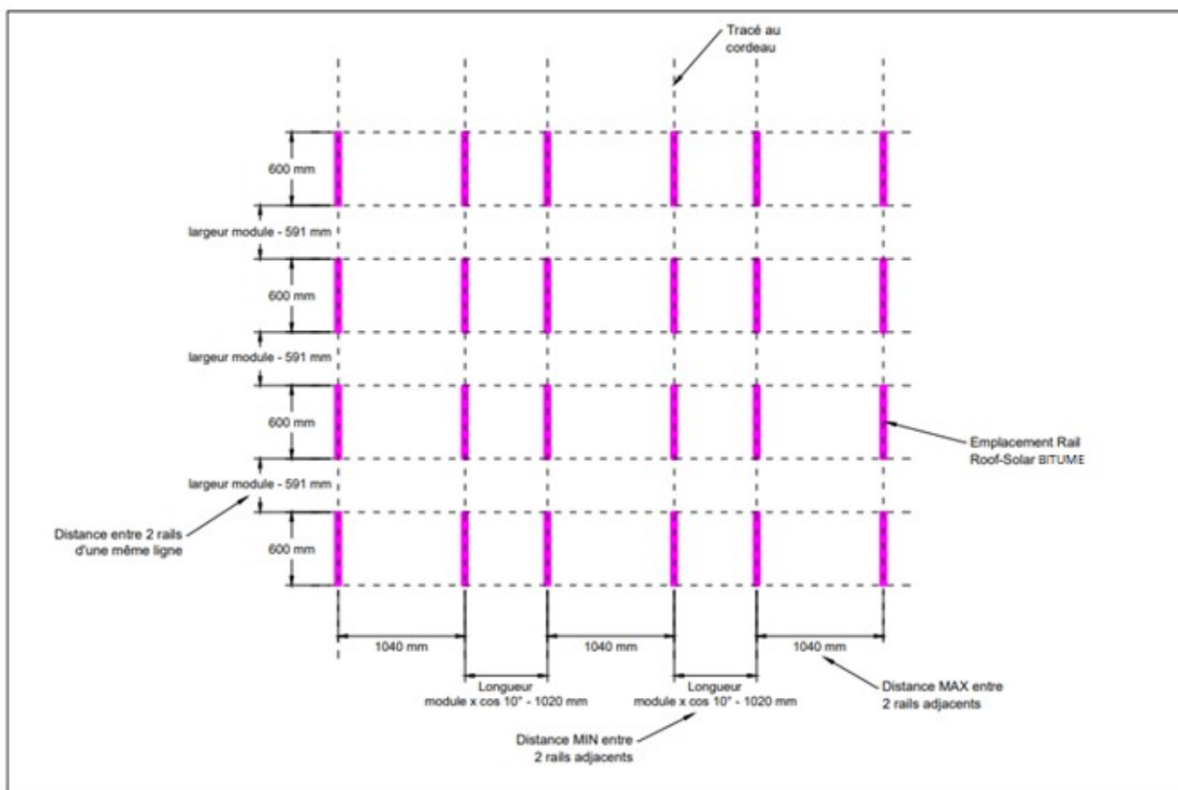 Tracé au
cordeau
600 mm
largeur module - 591 mm
600 mm
largeur module - 591 mm
600 mm
Emplacement Rail
Roof-Solar BITUME
largeur module - 591 mm
Distance entre 2 rails
d'une même ligne
600 mm
1040 mm
1040 mm
1040 mm
Longueur
module x cos 10° - 1020 mm
Longueur
module x cos 10° - 1020 mm
Distance MAX entre
2 rails adjacents
Distance MIN entre
2 rails adjacents